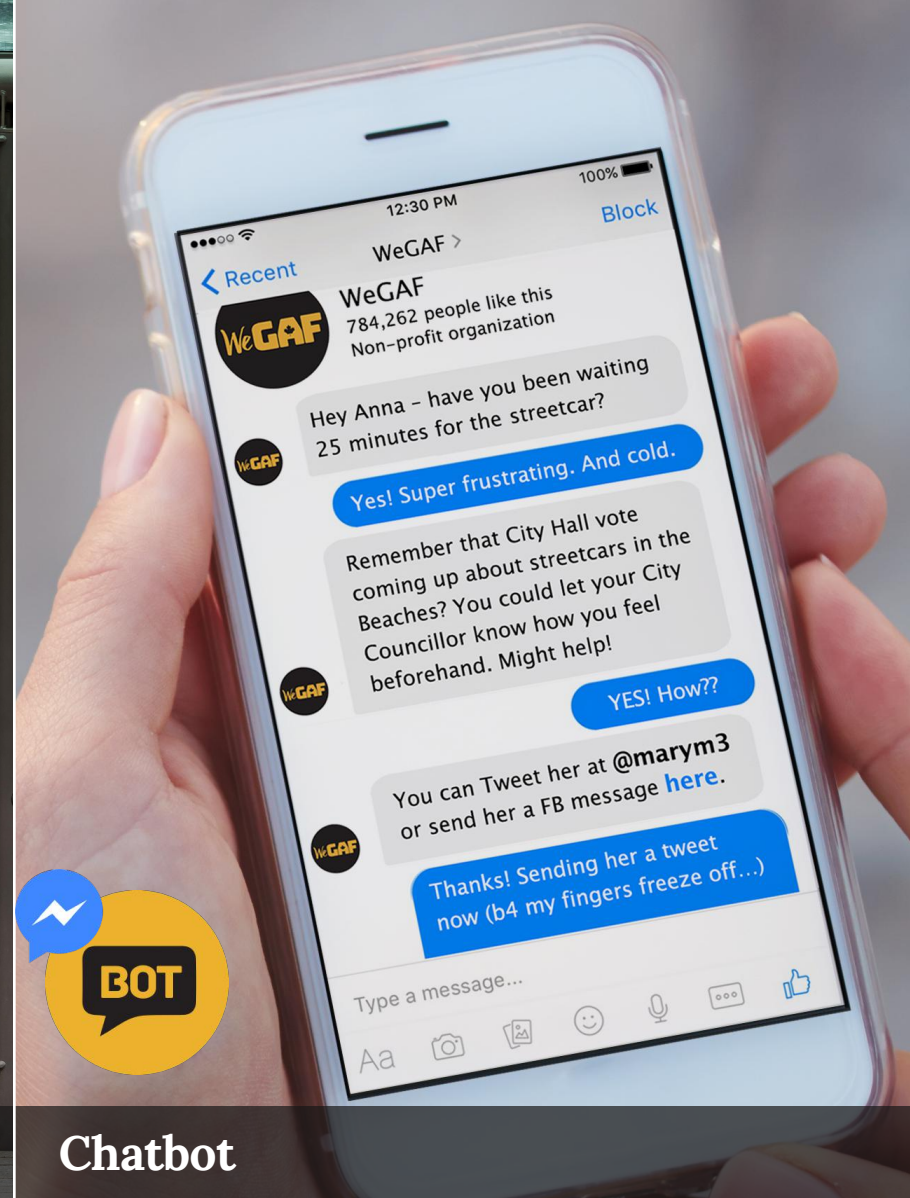 100%
12:30 PM
Recent
WeGAF >
Block
WeGAF
WeGAF
784,262 people like this
Non-profit organization
Hey Anna - have you been waiting
25 minutes for the streetcar?
WeGAF
Yes! Super frustrating. And cold.
Remember that City Hall vote
coming up about streetcars in the
Beaches? You could let your City
Councillor know how you feel
beforehand. Might help!
WeGAF
YES! How??
You can Tweet her at @marym3
or send her a FB message here.
WeGAF
Thanks! Sending her a tweet
now (b4 my fingers freeze off...)
Type a message...
Aa
BOT
Chatbot